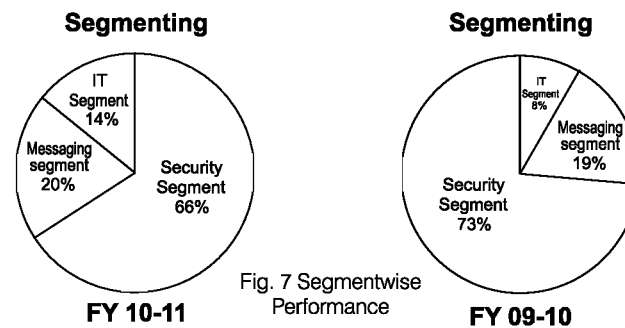 Segmenting
IT
Segment
14%
Messaging
segment
20%
Security
Segment
66%
FY 10-11
Fig. 7 Segmentwise
Performance
Segmenting
IT
Segment
8%
Messaging
segment
19%
Security
Segment
73%
FY 09-10